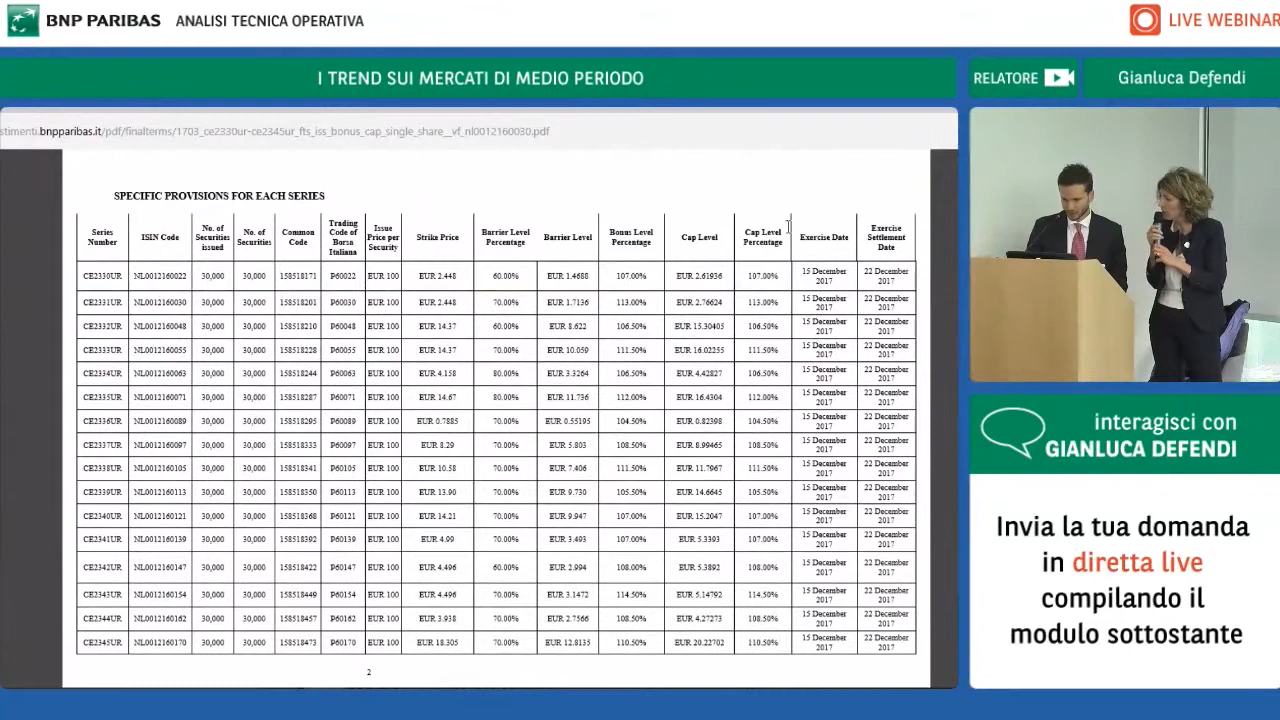 BNP PARIBAS ANALISI TECNICA OPERATIVA
LIVE WEBINAR
I TREND SUI MERCATI DI MEDIO PERIODO
RELATORE
Gianluca Defendi
stimenti.bnpparibas.it/pdf/finalterms/1703_ce2330ur-ce2345ur_fts_iss_bonus_cap_single_share__vf_nl0012160030.pdf
SPECIFIC PROVISIONS FOR EACH SERIES
Series Number | ISIN Code | No. of Securities issued | No. of Securities | Common Code | Trading Code of Borsa Italiana | Issue Price per Security | Strike Price | Barrier Level Percentage | Barrier Level | Bonus Level Percentage | Cap Level | Cap Level Percentage | Exercise Date | Exercise Settlement Date
CE2330UR NL0012160022 30,000 30,000 158518171 P60022 EUR 100 EUR 2.448 60.00% EUR 1.4688 107.00% EUR 2.61936 107.00% 15 December 2017 22 December 2017
CE2331UR NL0012160030 30,000 30,000 158518201 P60030 EUR 100 EUR 2.448 70.00% EUR 1.7136 113.00% EUR 2.76624 113.00% 15 December 2017 22 December 2017
CE2332UR NL0012160048 30,000 30,000 158518210 P60048 EUR 100 EUR 14.37 60.00% EUR 8.622 106.50% EUR 15.30405 106.50% 15 December 2017 22 December 2017
CE2333UR NL0012160055 30,000 30,000 158518228 P60055 EUR 100 EUR 14.37 70.00% EUR 10.059 111.50% EUR 16.02255 111.50% 15 December 2017 22 December 2017
CE2334UR NL0012160063 30,000 30,000 158518244 P60063 EUR 100 EUR 4.158 80.00% EUR 3.3264 106.50% EUR 4.42827 106.50% 15 December 2017 22 December 2017
CE2335UR NL0012160071 30,000 30,000 158518287 P60071 EUR 100 EUR 14.67 80.00% EUR 11.736 112.00% EUR 16.4304 112.00% 15 December 2017 22 December 2017
CE2336UR NL0012160089 30,000 30,000 158518295 P60089 EUR 100 EUR 0.7885 70.00% EUR 0.55195 104.50% EUR 0.82398 104.50% 15 December 2017 22 December 2017
CE2337UR NL0012160097 30,000 30,000 158518333 P60097 EUR 100 EUR 8.29 70.00% EUR 5.803 108.50% EUR 8.99465 108.50% 15 December 2017 22 December 2017
CE2338UR NL0012160105 30,000 30,000 158518341 P60105 EUR 100 EUR 10.58 70.00% EUR 7.406 111.50% EUR 11.7967 111.50% 15 December 2017 22 December 2017
CE2339UR NL0012160113 30,000 30,000 158518350 P60113 EUR 100 EUR 13.90 70.00% EUR 9.730 105.50% EUR 14.6645 105.50% 15 December 2017 22 December 2017
CE2340UR NL0012160121 30,000 30,000 158518368 P60121 EUR 100 EUR 14.21 70.00% EUR 9.947 107.00% EUR 15.2047 107.00% 15 December 2017 22 December 2017
CE2341UR NL0012160139 30,000 30,000 158518392 P60139 EUR 100 EUR 4.99 70.00% EUR 3.493 107.00% EUR 5.3393 107.00% 15 December 2017 22 December 2017
CE2342UR NL0012160147 30,000 30,000 158518422 P60147 EUR 100 EUR 4.496 60.00% EUR 2.994 108.00% EUR 5.3892 108.00% 15 December 2017 22 December 2017
CE2343UR NL0012160154 30,000 30,000 158518449 P60154 EUR 100 EUR 4.496 70.00% EUR 3.1472 114.50% EUR 5.14792 114.50% 15 December 2017 22 December 2017
CE2344UR NL0012160162 30,000 30,000 158518457 P60162 EUR 100 EUR 3.938 70.00% EUR 2.7566 108.50% EUR 4.27273 108.50% 15 December 2017 22 December 2017
CE2345UR NL0012160170 30,000 30,000 158518473 P60170 EUR 100 EUR 18.305 70.00% EUR 12.8135 110.50% EUR 20.22702 110.50% 15 December 2017 22 December 2017
2
interagisci con
GIANLUCA DEFENDI
Invia la tua domanda
in diretta live
compilando il
modulo sottostante